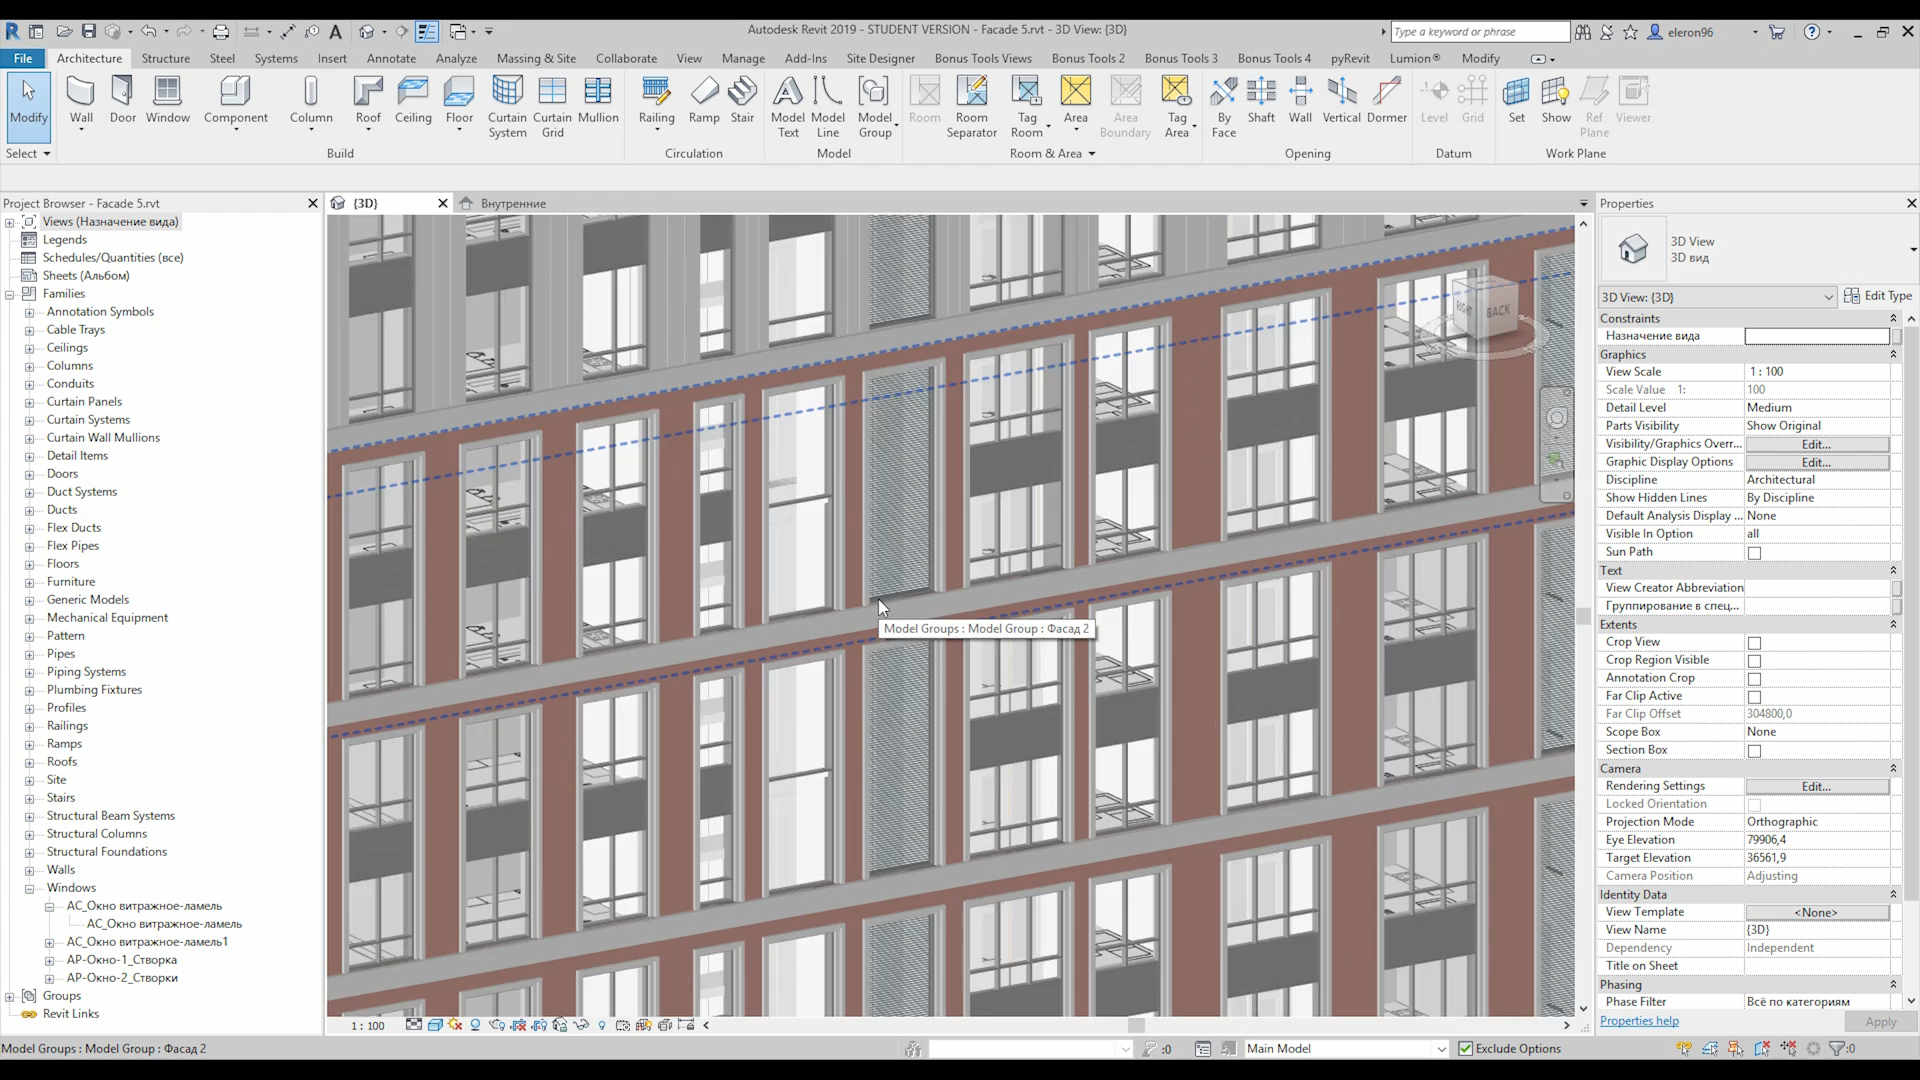 Autodesk Revit 2019 - STUDENT VERSION - Facade 5.rvt - 3D View: {3D}
Type a keyword or phrase
eleron96
File
Architecture
Structure
Steel
Systems
Insert
Annotate
Analyze
Massing & Site
Collaborate
View
Manage
Add-Ins
Site Designer
Bonus Tools Views
Bonus Tools 2
Bonus Tools 3
Bonus Tools 4
pyRevit
Lumion®
Modify
Modify
Wall
Door
Window
Component
Column
Roof
Ceiling
Floor
Curtain System
Curtain Grid
Mullion
Railing
Ramp
Stair
Model Text
Model Line
Model Group
Room
Room Separator
Tag Room
Area
Area Boundary
Tag Area
By Face
Shaft
Wall
Vertical
Dormer
Level
Grid
Set
Show
Ref Plane
Viewer
Select
Build
Circulation
Model
Room & Area
Opening
Datum
Work Plane
Project Browser - Facade 5.rvt
Views (Назначение вида)
Legends
Schedules/Quantities (все)
Sheets (Альбом)
Families
Annotation Symbols
Cable Trays
Ceilings
Columns
Conduits
Curtain Panels
Curtain Systems
Curtain Wall Mullions
Detail Items
Doors
Duct Systems
Ducts
Flex Ducts
Flex Pipes
Floors
Furniture
Generic Models
Mechanical Equipment
Pattern
Pipes
Piping Systems
Plumbing Fixtures
Profiles
Railings
Ramps
Roofs
Site
Stairs
Structural Beam Systems
Structural Columns
Structural Foundations
Walls
Windows
АС_Окно витражное-ламель
АС_Окно витражное-ламель
АС_Окно витражное-ламель1
АР-Окно-1_Створка
АР-Окно-2_Створки
Groups
Revit Links
{3D}
Внутренние
RIGHT
BACK
Model Groups : Model Group : Фасад 2
1 : 100
Properties
3D View
3D вид
3D View: {3D}
Edit Type
Constraints
Назначение вида
Graphics
View Scale 1 : 100
Scale Value 1: 100
Detail Level Medium
Parts Visibility Show Original
Visibility/Graphics Overr... Edit...
Graphic Display Options Edit...
Discipline Architectural
Show Hidden Lines By Discipline
Default Analysis Display ... None
Visible In Option all
Sun Path
Text
View Creator Abbreviation
Группирование в спец...
Extents
Crop View
Crop Region Visible
Annotation Crop
Far Clip Active
Far Clip Offset 304800,0
Scope Box None
Section Box
Camera
Rendering Settings Edit...
Locked Orientation
Projection Mode Orthographic
Eye Elevation 79906,4
Target Elevation 36561,9
Camera Position Adjusting
Identity Data
View Template <None>
View Name {3D}
Dependency Independent
Title on Sheet
Phasing
Phase Filter Всё по категориям
Properties help
Apply
Model Groups : Model Group : Фасад 2
:0
Main Model
Exclude Options
:0